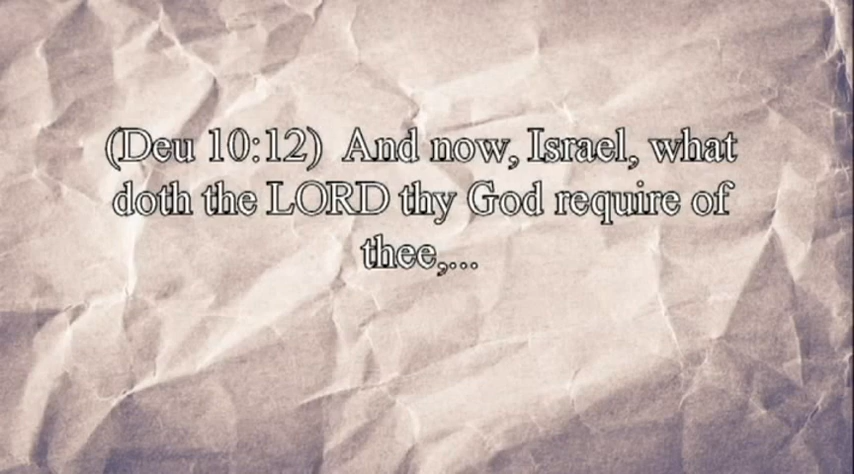 (Deu 10:12) And now, Israel, what
doth the LORD thy God require of
thee,...